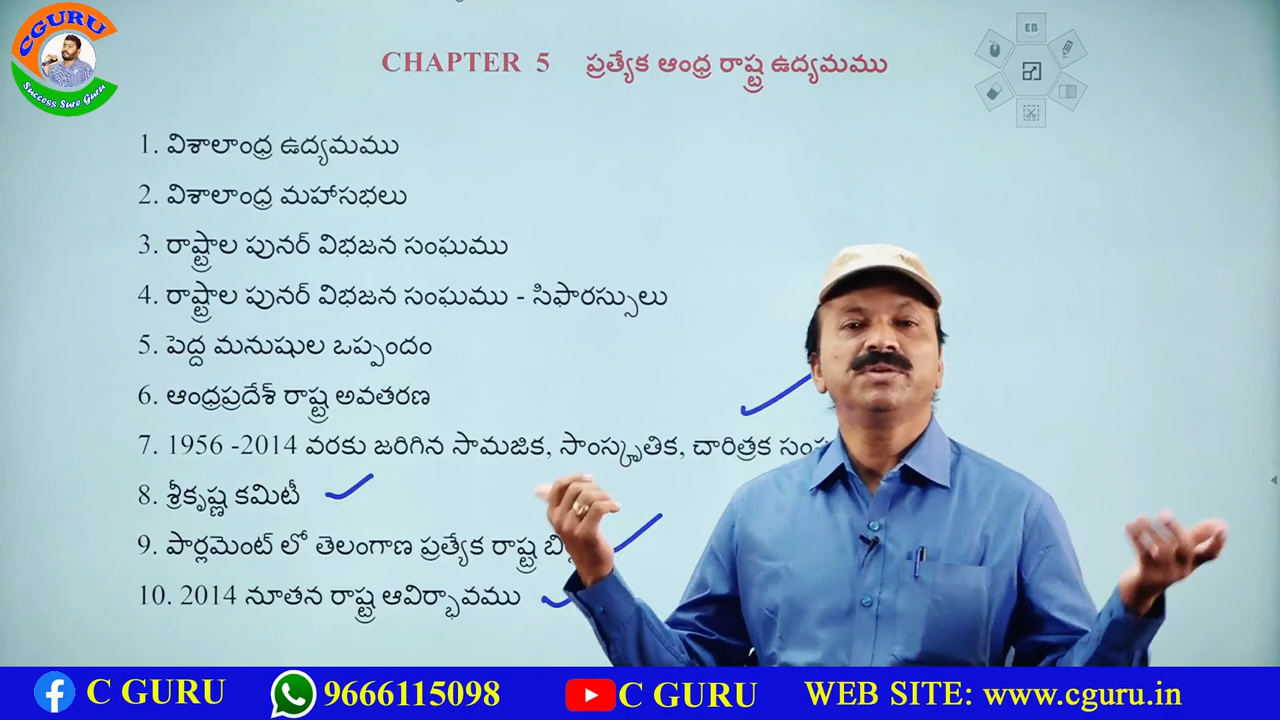 CGURU
Success Sure Guru
CHAPTER 5 ప్రత్యేక ఆంధ్ర రాష్ట్ర ఉద్యమము
EB
1. విశాలాంధ్ర ఉద్యమము
2. విశాలాంధ్ర మహాసభలు
3. రాష్ట్రాల పునర్ విభజన సంఘము
4. రాష్ట్రాల పునర్ విభజన సంఘము - సిఫారస్సులు
5. పెద్ద మనుషుల ఒప్పందం
6. ఆంధ్రప్రదేశ్ రాష్ట్ర అవతరణ
7. 1956 -2014 వరకు జరిగిన సామజిక, సాంస్కృతిక, చారిత్రక
8. శ్రీకృష్ణ కమిటీ
9. పార్లమెంట్ లో తెలంగాణ ప్రత్యేక రాష్ట్ర
10. 2014 నూతన రాష్ట్ర ఆవిర్భావము
C GURU 9666115098 C GURU WEB SITE: www.cguru.in